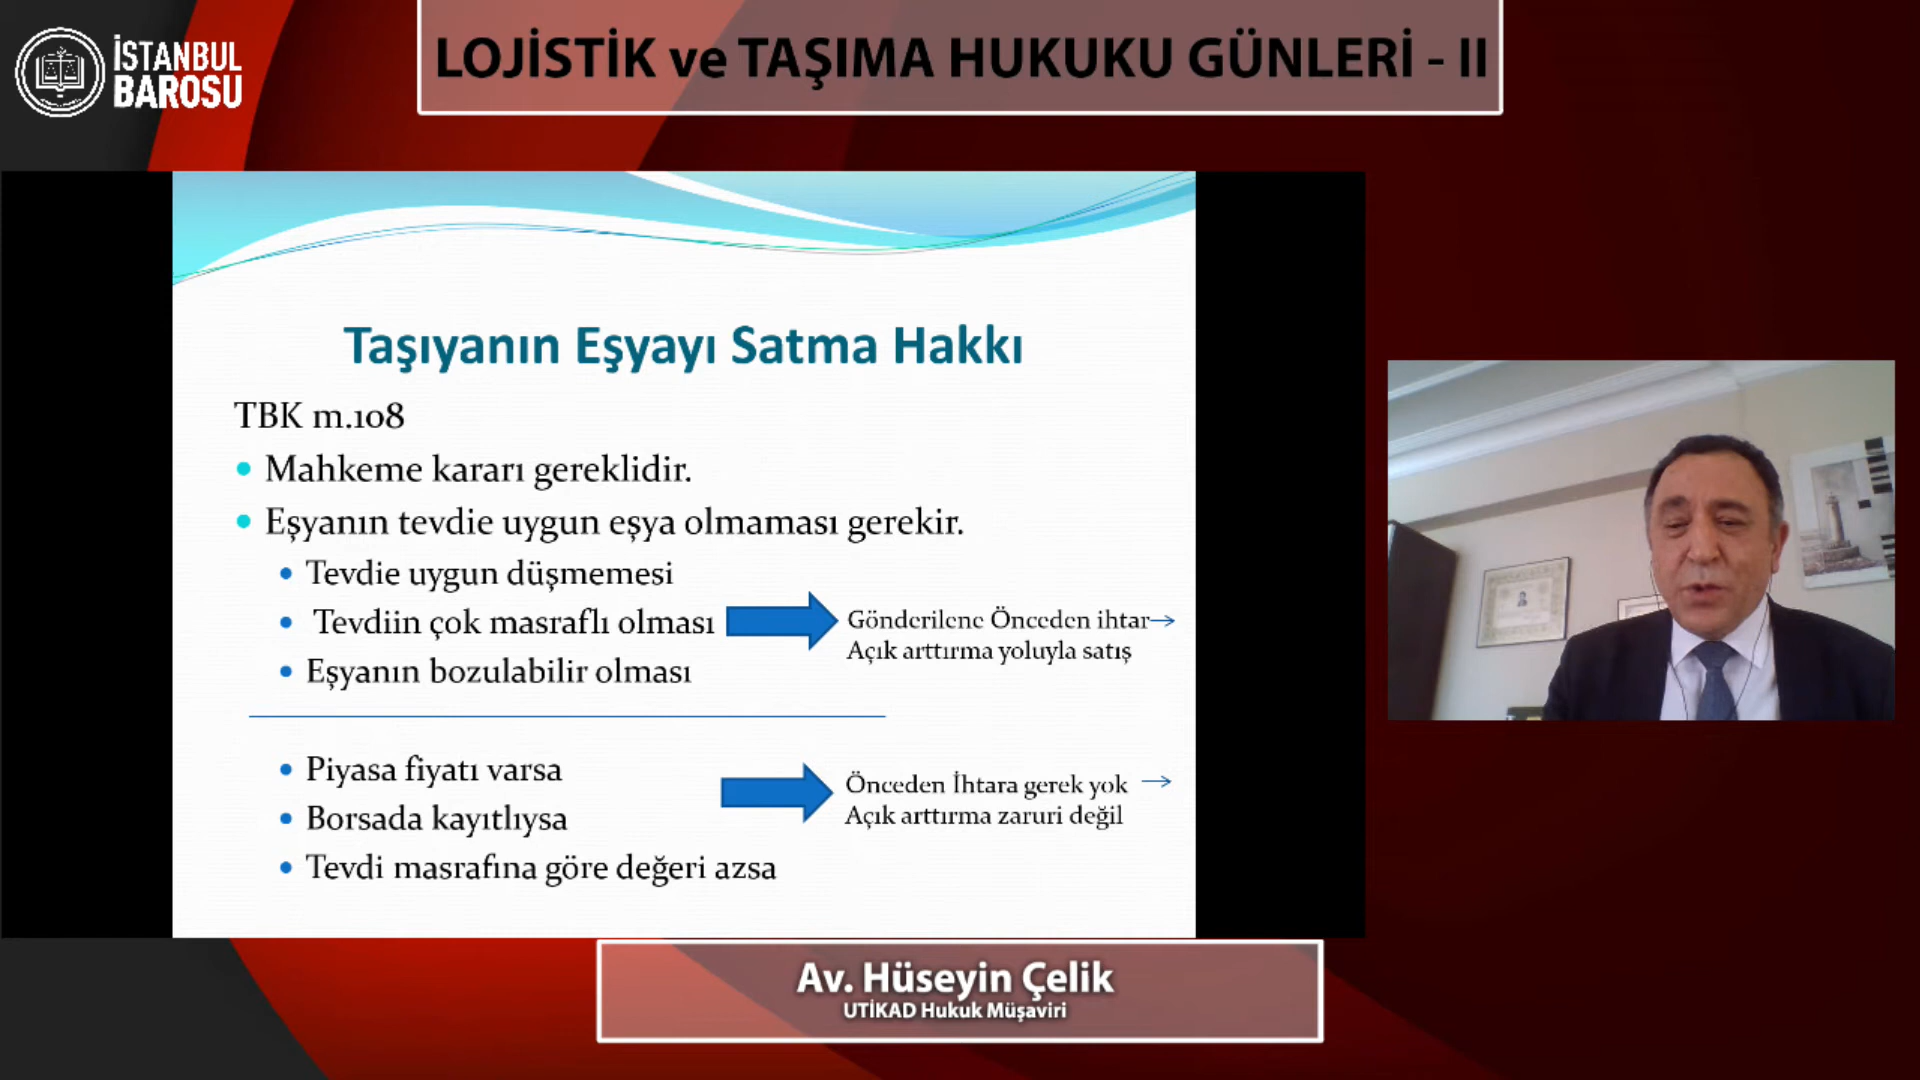 İSTANBUL
BAROSU
LOJİSTİK ve TAŞIMA HUKUKU GÜNLERİ - II
Taşıyanın Eşyayı Satma Hakkı
TBK m.108
• Mahkeme kararı gereklidir.
• Eşyanın tevdie uygun eşya olmaması gerekir.
• Tevdie uygun düşmemesi
• Tevdiin çok masraflı olması
• Eşyanın bozulabilir olması
Gönderilene Önceden ihtar→
Açık arttırma yoluyla satış
• Piyasa fiyatı varsa
• Borsada kayıtlıysa
• Tevdi masrafına göre değeri azsa
Önceden İhtara gerek yok →
Açık arttırma zaruri değil
Av. Hüseyin Çelik
UTİKAD Hukuk Müşaviri